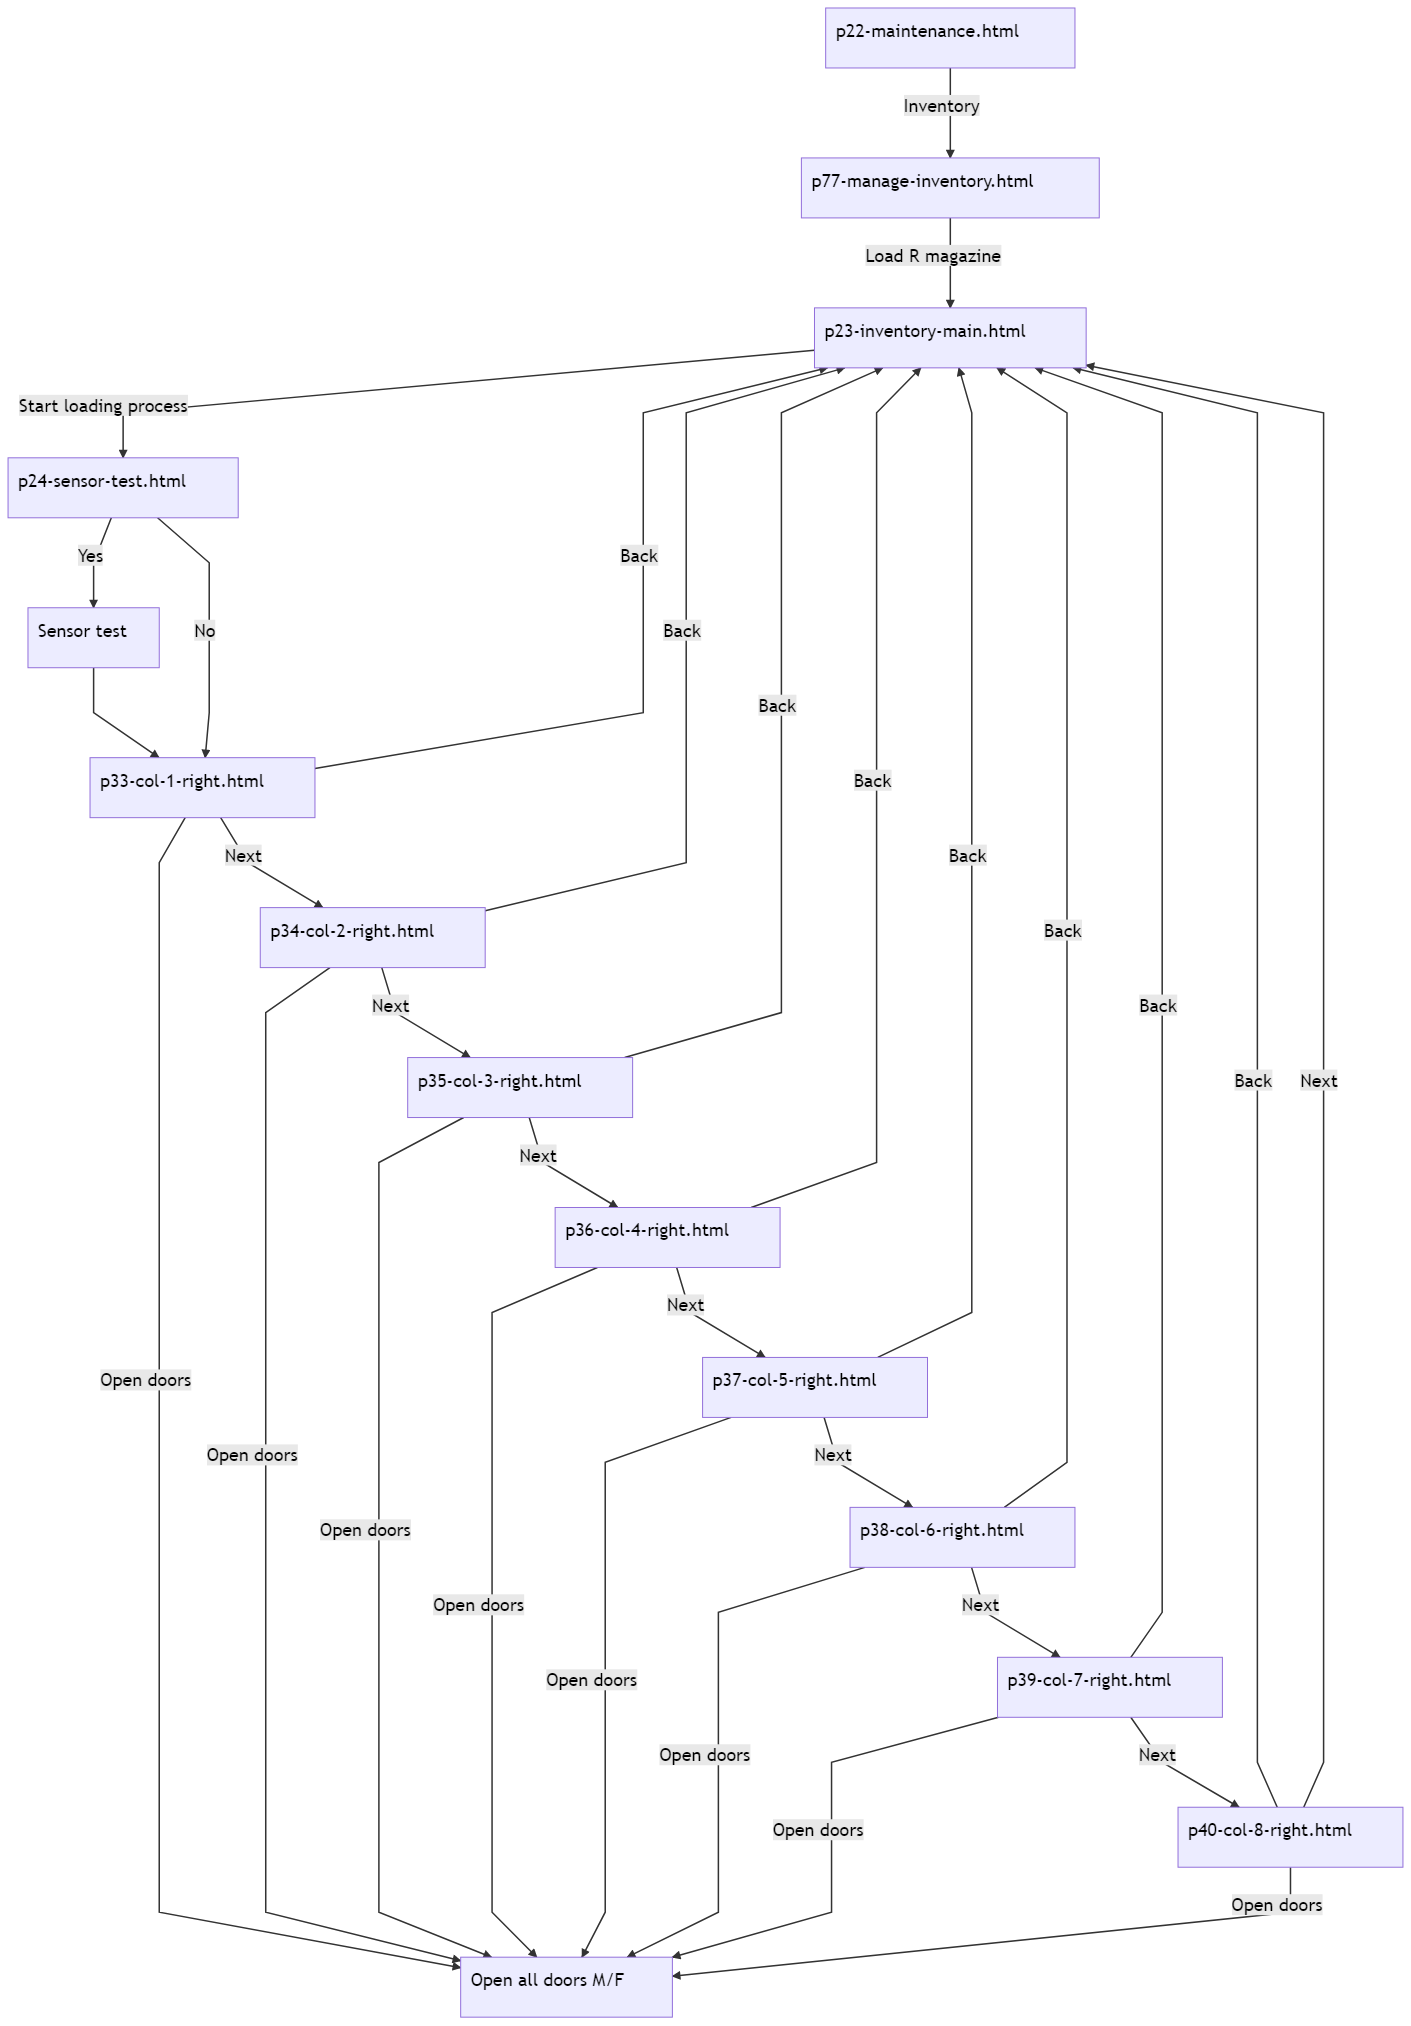 p22-maintenance.html
Inventory
p77-manage-inventory.html
Load R magazine
p23-inventory-main.html
Start loading process
p24-sensor-test.html
Yes
Back
Sensor test
No
Back
Back
p33-col-1-right.html
Back
Next
Back
p34-col-2-right.html
Back
Next
Back
p35-col-3-right.html
Back
Next
Next
p36-col-4-right.html
Next
Open doors
p37-col-5-right.html
Open doors
Next
Open doors
p38-col-6-right.html
Open doors
Next
Open doors
p39-col-7-right.html
Open doors
Next
Open doors
p40-col-8-right.html
Open doors
Open all doors M/F